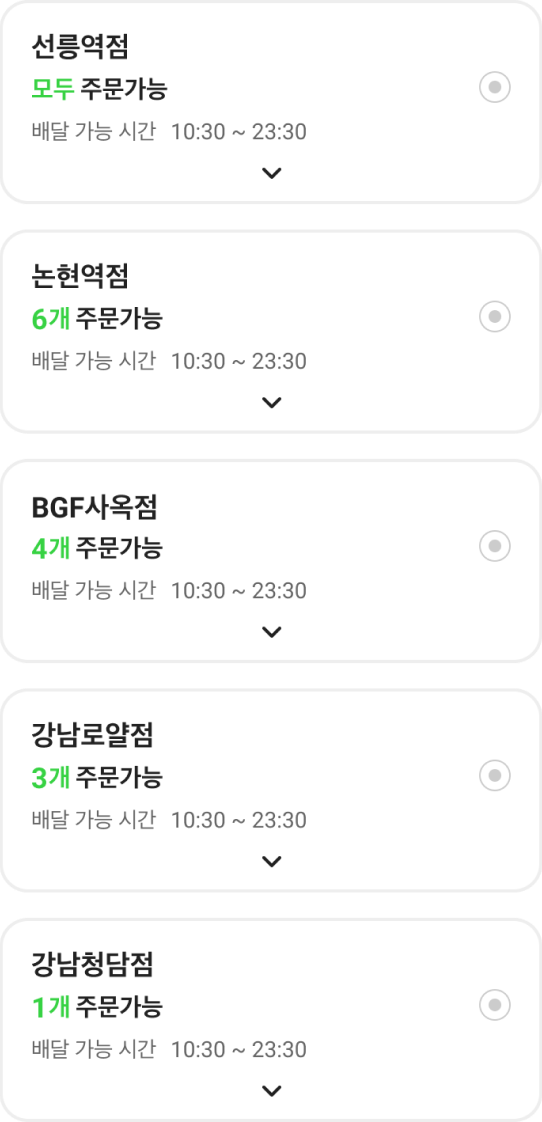 선릉역점
모두 주문가능
배달 가능 시간 10:30 ~ 23:30
논현역점
6개 주문가능
배달 가능 시간 10:30 ~ 23:30
BGF사옥점
4개 주문가능
배달 가능 시간 10:30 ~ 23:30
강남로얄점
3개 주문가능
배달 가능 시간 10:30 ~ 23:30
강남청담점
1개 주문가능
배달 가능 시간 10:30 ~ 23:30